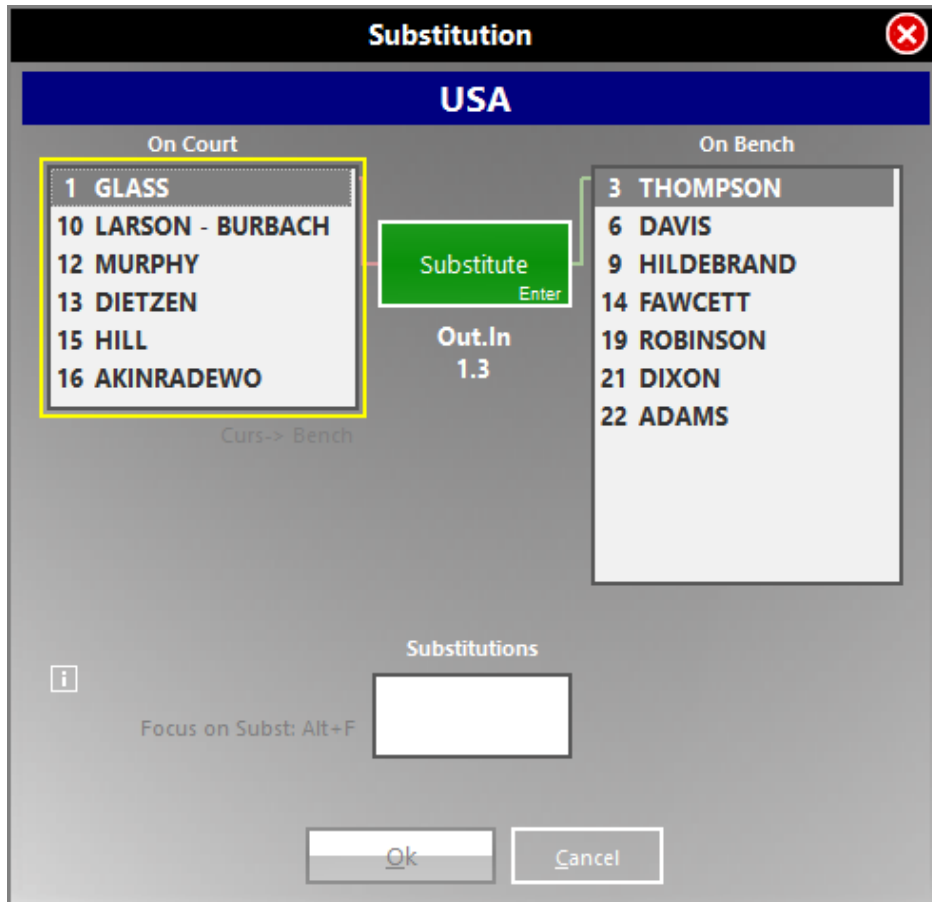 Substitution
USA
On Court
1 GLASS
10 LARSON - BURBACH
12 MURPHY
13 DIETZEN
15 HILL
16 AKINRADEWO
Curs-> Bench
Substitute
Enter
Out.In
1.3
On Bench
3 THOMPSON
6 DAVIS
9 HILDEBRAND
14 FAWCETT
19 ROBINSON
21 DIXON
22 ADAMS
Substitutions
i
Focus on Subst: Alt+F
Ok
Cancel